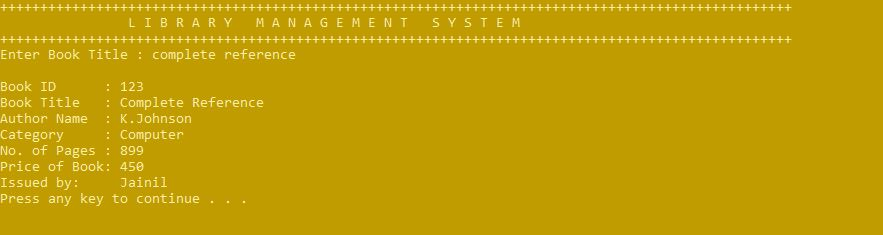 +++++++++++++++++++++++++++++++++++++++++++++++++++++++++++++++++++++++++++++++++++++++++++++++++++
L I B R A R Y   M A N A G E M E N T   S Y S T E M
+++++++++++++++++++++++++++++++++++++++++++++++++++++++++++++++++++++++++++++++++++++++++++++++++++
Enter Book Title : complete reference
Book ID      : 123
Book Title   : Complete Reference
Author Name  : K.Johnson
Category     : Computer
No. of Pages : 899
Price of Book: 450
Issued by:     Jainil
Press any key to continue . . .